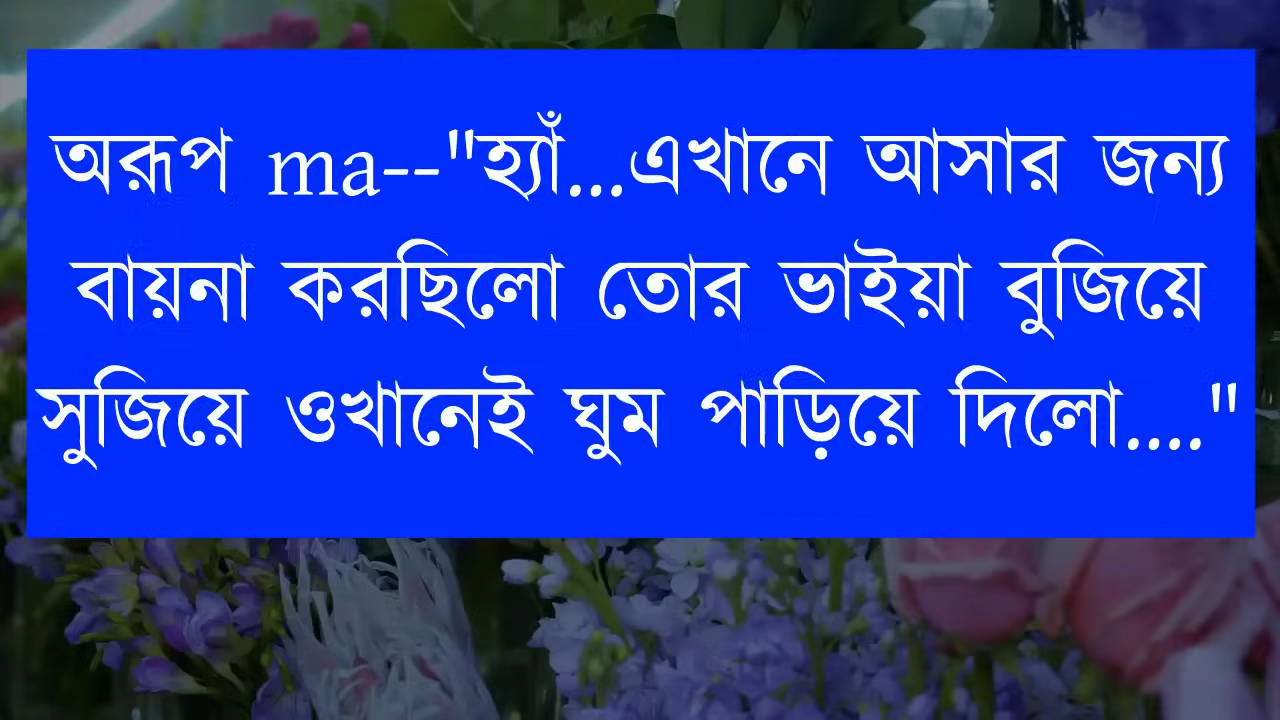 অরূপ ma--"হ্যাঁ...এখানে আসার জন্য
বায়না করছিলো তোর ভাইয়া বুজিয়ে
সুজিয়ে ওখানেই ঘুম পাড়িয়ে দিলো...."